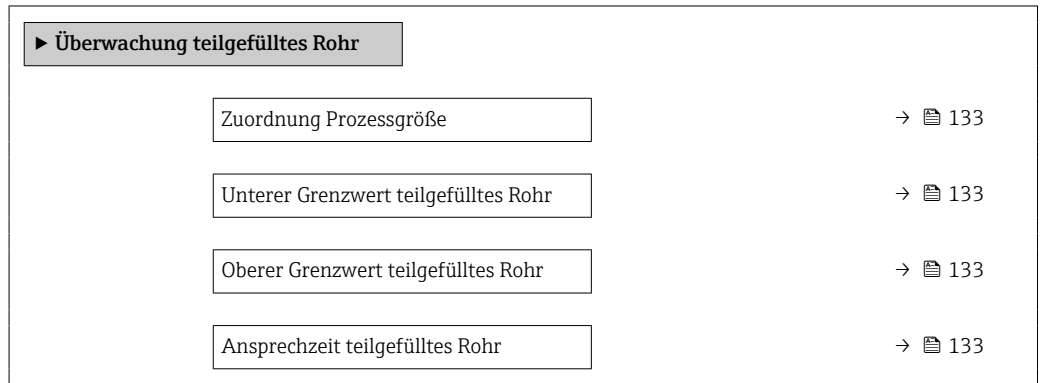 ► Überwachung teilgefülltes Rohr
Zuordnung Prozessgröße → 133
Unterer Grenzwert teilgefülltes Rohr → 133
Oberer Grenzwert teilgefülltes Rohr → 133
Ansprechzeit teilgefülltes Rohr → 133